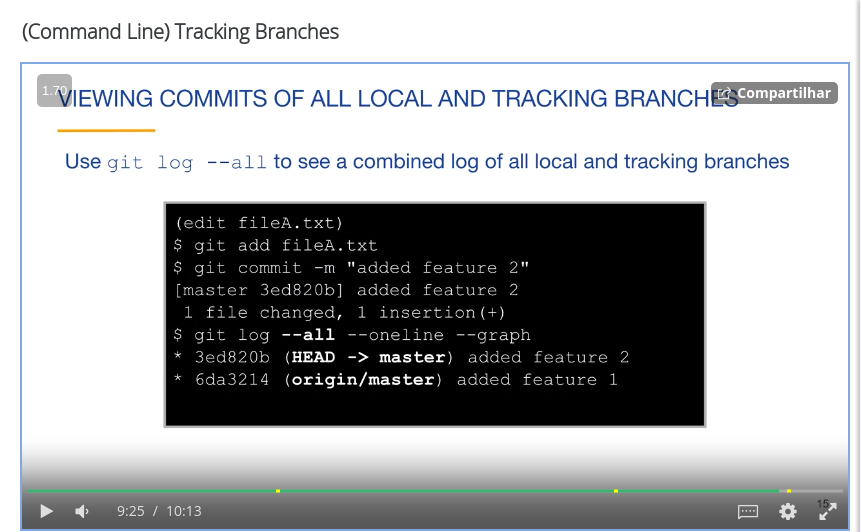 (Command Line) Tracking Branches
1.70
VIEWING COMMITS OF ALL LOCAL AND TRACKING BRANCHES
Compartilhar
Use git log --all to see a combined log of all local and tracking branches
(edit fileA.txt)
$ git add fileA.txt
$ git commit -m "added feature 2"
[master 3ed820b] added feature 2
1 file changed, 1 insertion(+)
$ git log --all --oneline --graph
* 3ed820b (HEAD -> master) added feature 2
* 6da3214 (origin/master) added feature 1
15
9:25 / 10:13